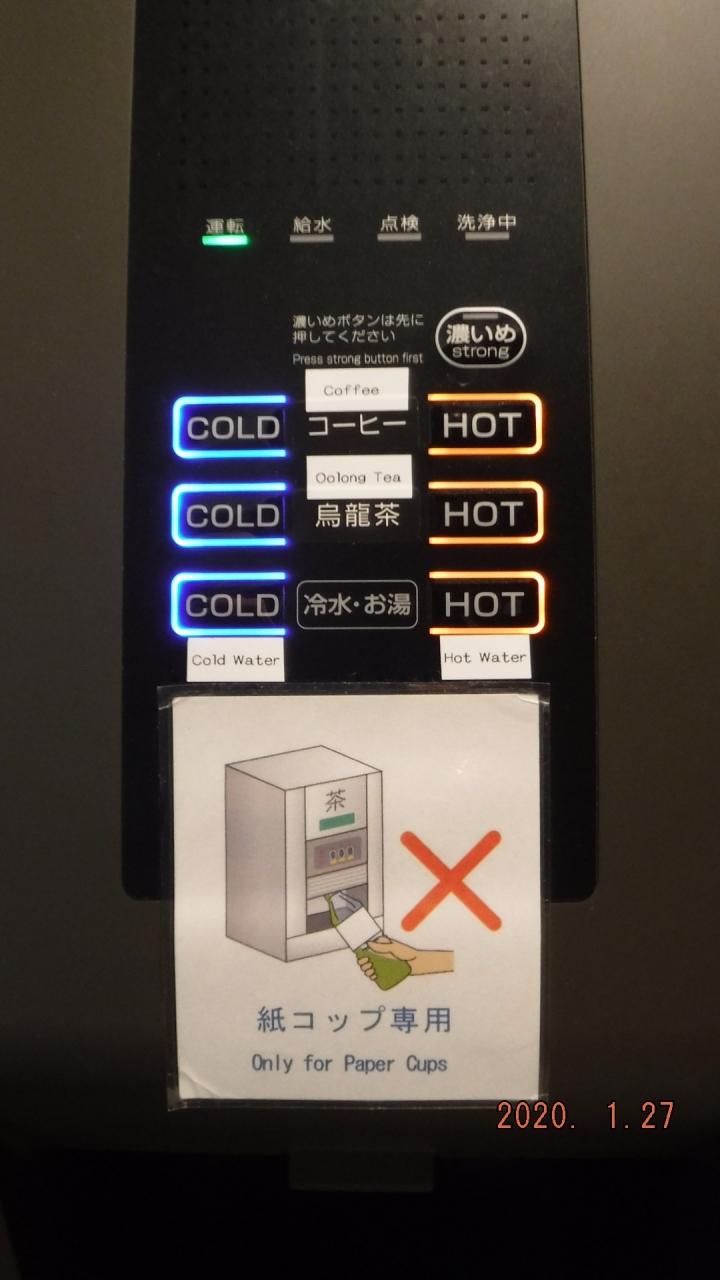 運転 給水 点検 洗浄中
濃いめボタンは先に
押してください
Press strong button first
濃いめ
strong
Coffee
COLD コーヒー HOT
Oolong Tea
COLD 烏龍茶 HOT
COLD 冷水・お湯 HOT
Cold Water Hot Water
茶
紙コップ専用
Only for Paper Cups
2020. 1.27